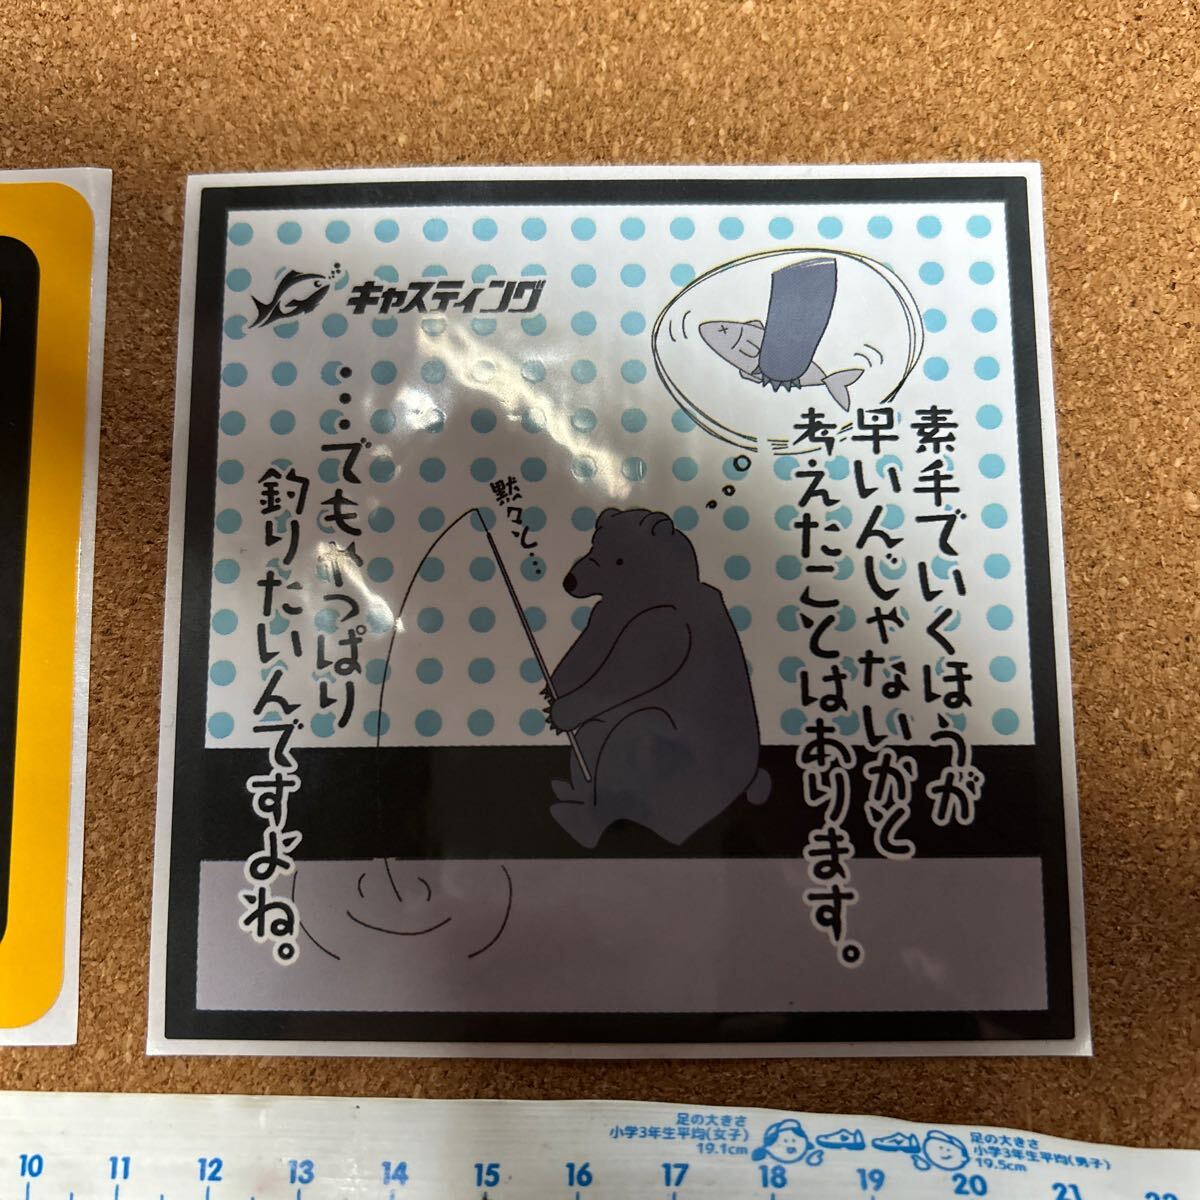 キャスティング
素手でいくほうが
早いんじゃないかと
考えたことはあります。
黙々と…
…でもやっぱり
釣りたいんですよね。
足の大きさ
小学3年生平均(女子)
19.1cm
足の大きさ
小学3年生平均(男子)
19.5cm
10 11 12 13 14 15 16 17 18 19 20 21 22